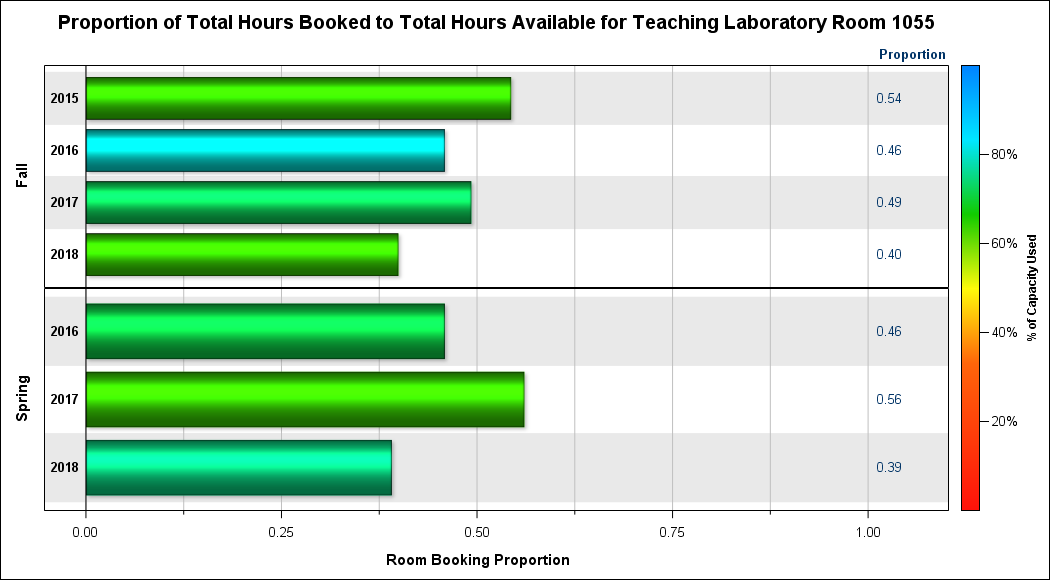 Proportion of Total Hours Booked to Total Hours Available for Teaching Laboratory Room 1055
Proportion
Fall
2015 0.54
2016 0.46
2017 0.49
2018 0.40
Spring
2016 0.46
2017 0.56
2018 0.39
0.00 0.25 0.50 0.75 1.00
Room Booking Proportion
80%
60%
40%
20%
% of Capacity Used